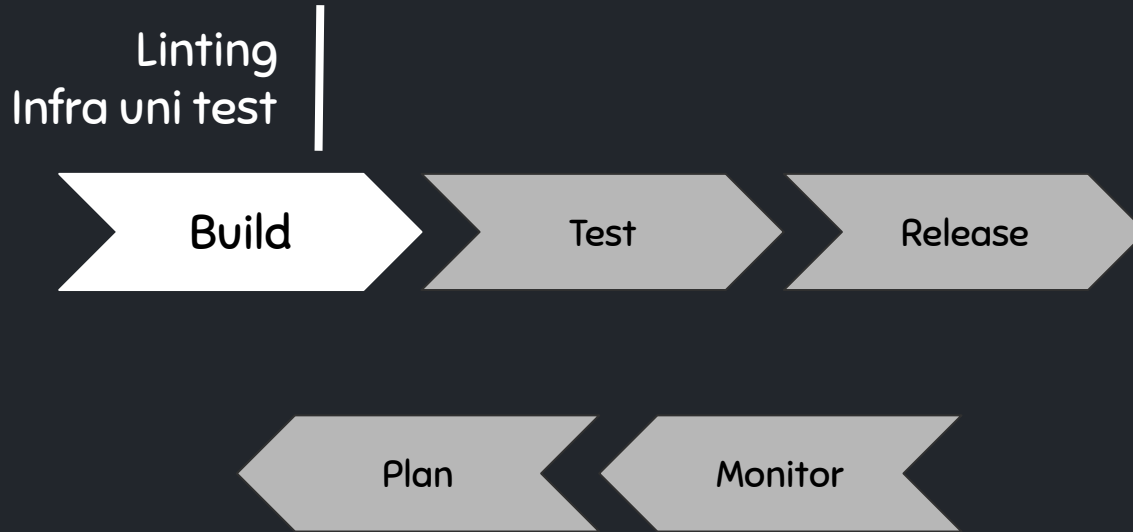 Linting
Infra uni test
Build
Test
Release
Plan
Monitor